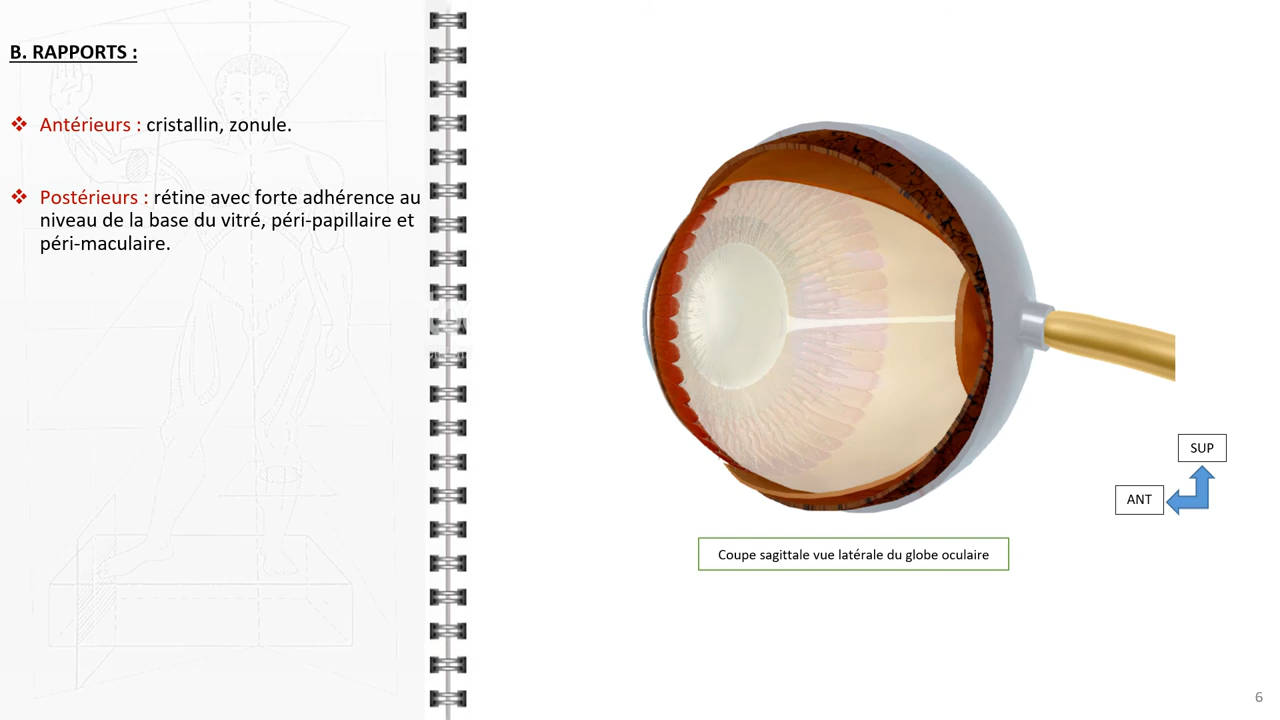 B. RAPPORTS :
❖ Antérieurs : cristallin, zonule.
❖ Postérieurs : rétine avec forte adhérence au
niveau de la base du vitré, péri-papillaire et
péri-maculaire.
SUP
ANT
Coupe sagittale vue latérale du globe oculaire
6